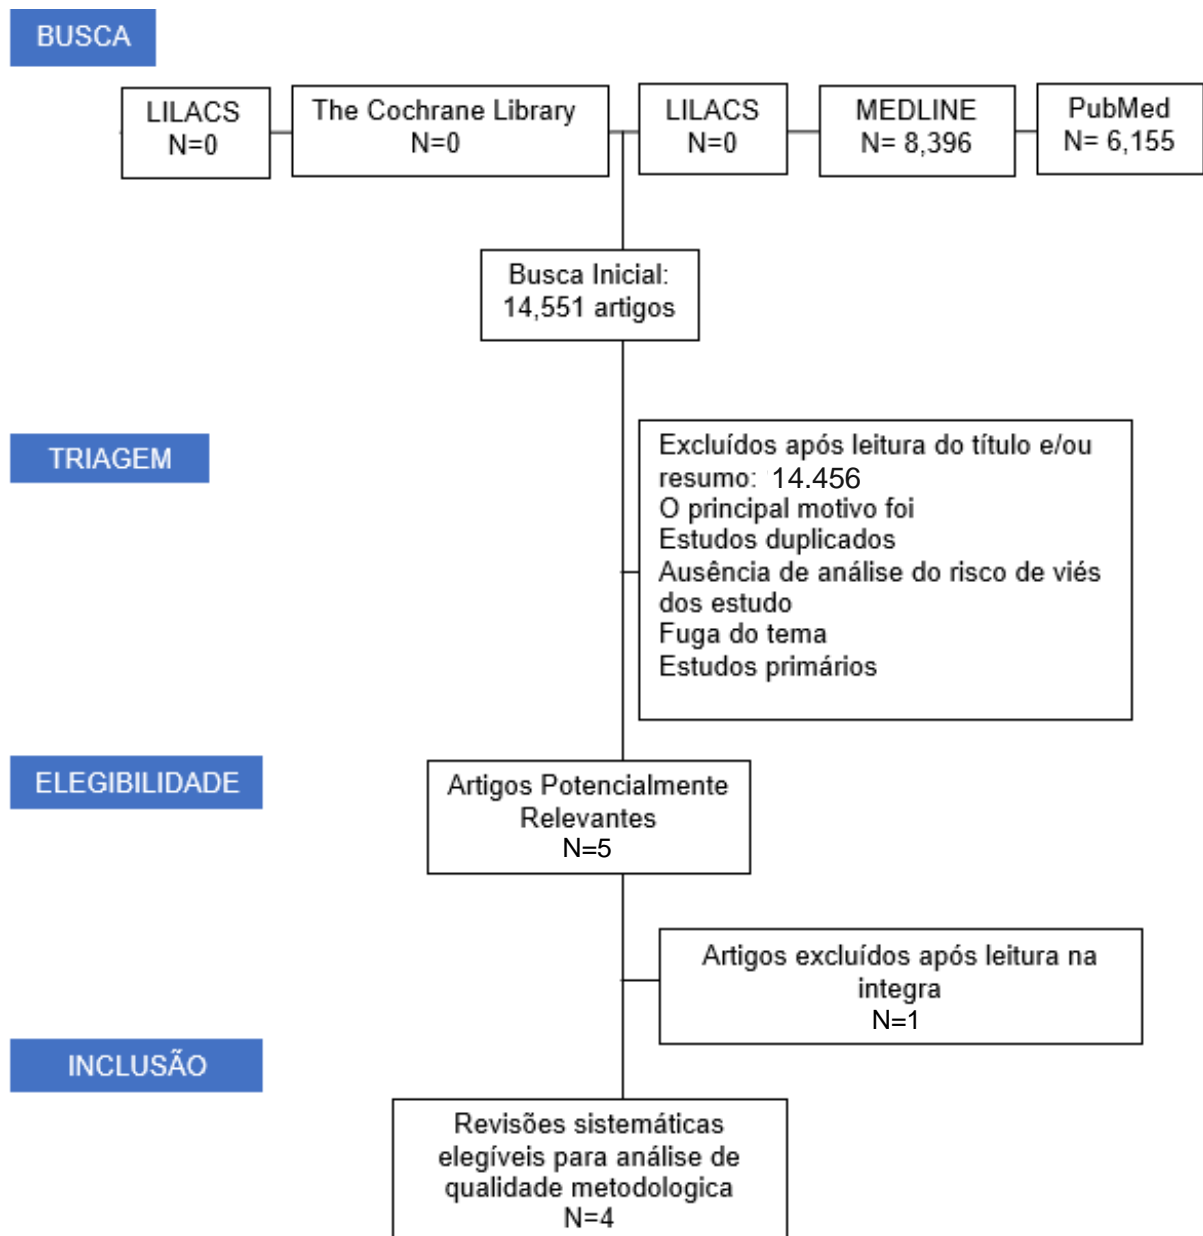 BUSCA
LILACS
N=0
The Cochrane Library
N=0
LILACS
N=0
MEDLINE
N= 8,396
PubMed
N= 6,155
Busca Inicial:
14,551 artigos
TRIAGEM
Excluídos após leitura do título e/ou
resumo: 14.456
O principal motivo foi
Estudos duplicados
Ausência de análise do risco de viés
dos estudo
Fuga do tema
Estudos primários
ELEGIBILIDADE
Artigos Potencialmente
Relevantes
N=5
Artigos excluídos após leitura na
integra
N=1
INCLUSÃO
Revisões sistemáticas
elegíveis para análise de
qualidade metodologica
N=4